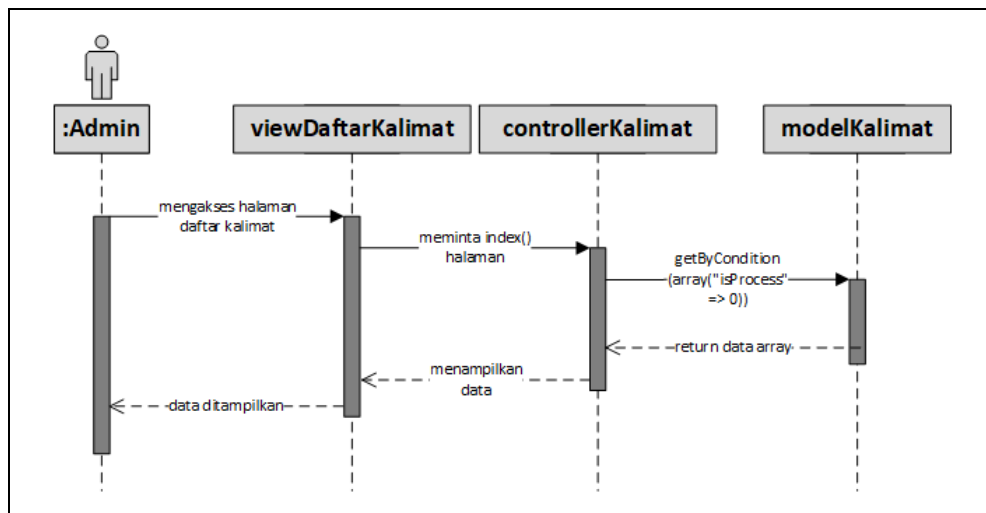 :Admin
viewDaftarKalimat
controllerKalimat
modelKalimat
mengakses halaman
daftar kalimat
meminta index()
halaman
getByCondition
(array("isProcess"
=> 0))
return data array
menampilkan
data
data ditampilkan